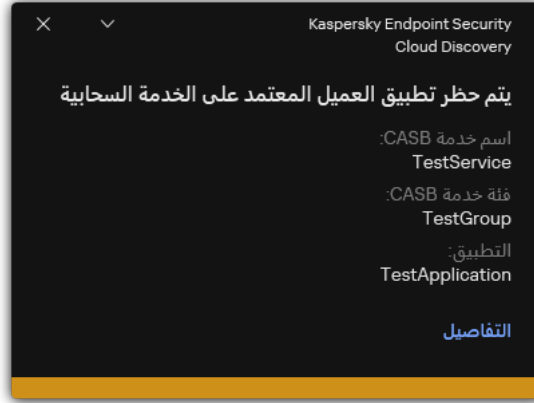 Kaspersky Endpoint Security
Cloud Discovery
يتم حظر تطبيق العميل المعتمد على الخدمة السحابية
اسم خدمة CASB:
TestService
فئة خدمة CASB:
TestGroup
التطبيق:
TestApplication
التفاصيل